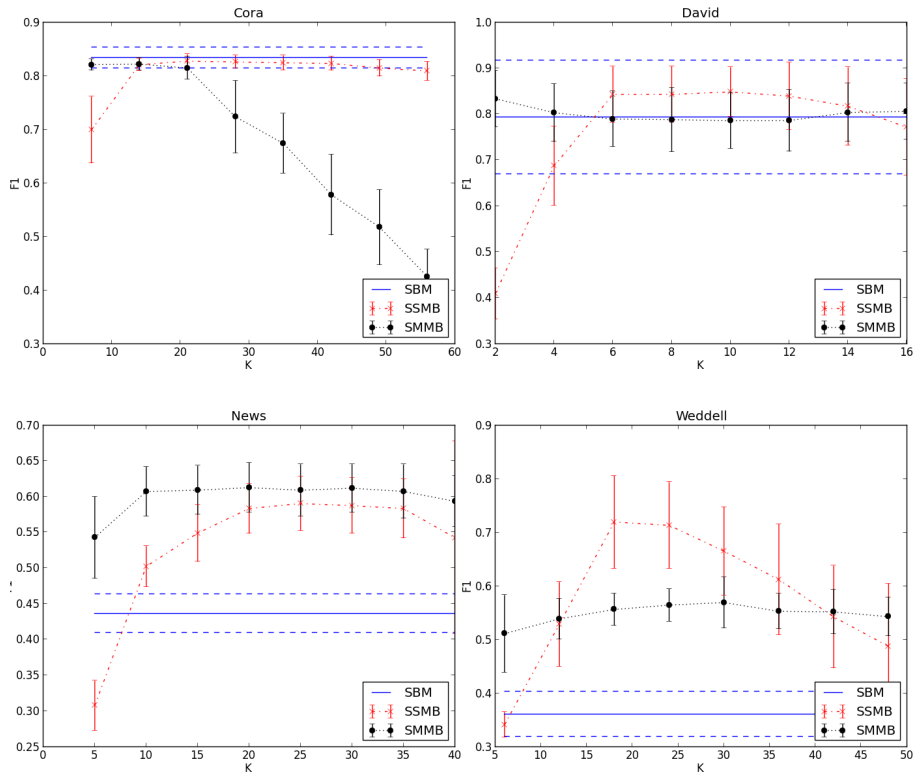 Cora
0.9
0.8
0.7
0.6
0.5
0.4
0.3
F1
0 10 20 30 40 50 60
K
SBM
SSMB
SMMB
David
1.0
0.9
0.8
0.7
0.6
0.5
0.4
0.3
F1
2 4 6 8 10 12 14 16
K
SBM
SSMB
SMMB
News
0.70
0.65
0.60
0.55
0.50
0.45
0.40
0.35
0.30
0.25
0 5 10 15 20 25 30 35 40
K
SBM
SSMB
SMMB
Weddell
0.9
0.8
0.7
0.6
0.5
0.4
0.3
F1
5 10 15 20 25 30 35 40 45 50
K
SBM
SSMB
SMMB